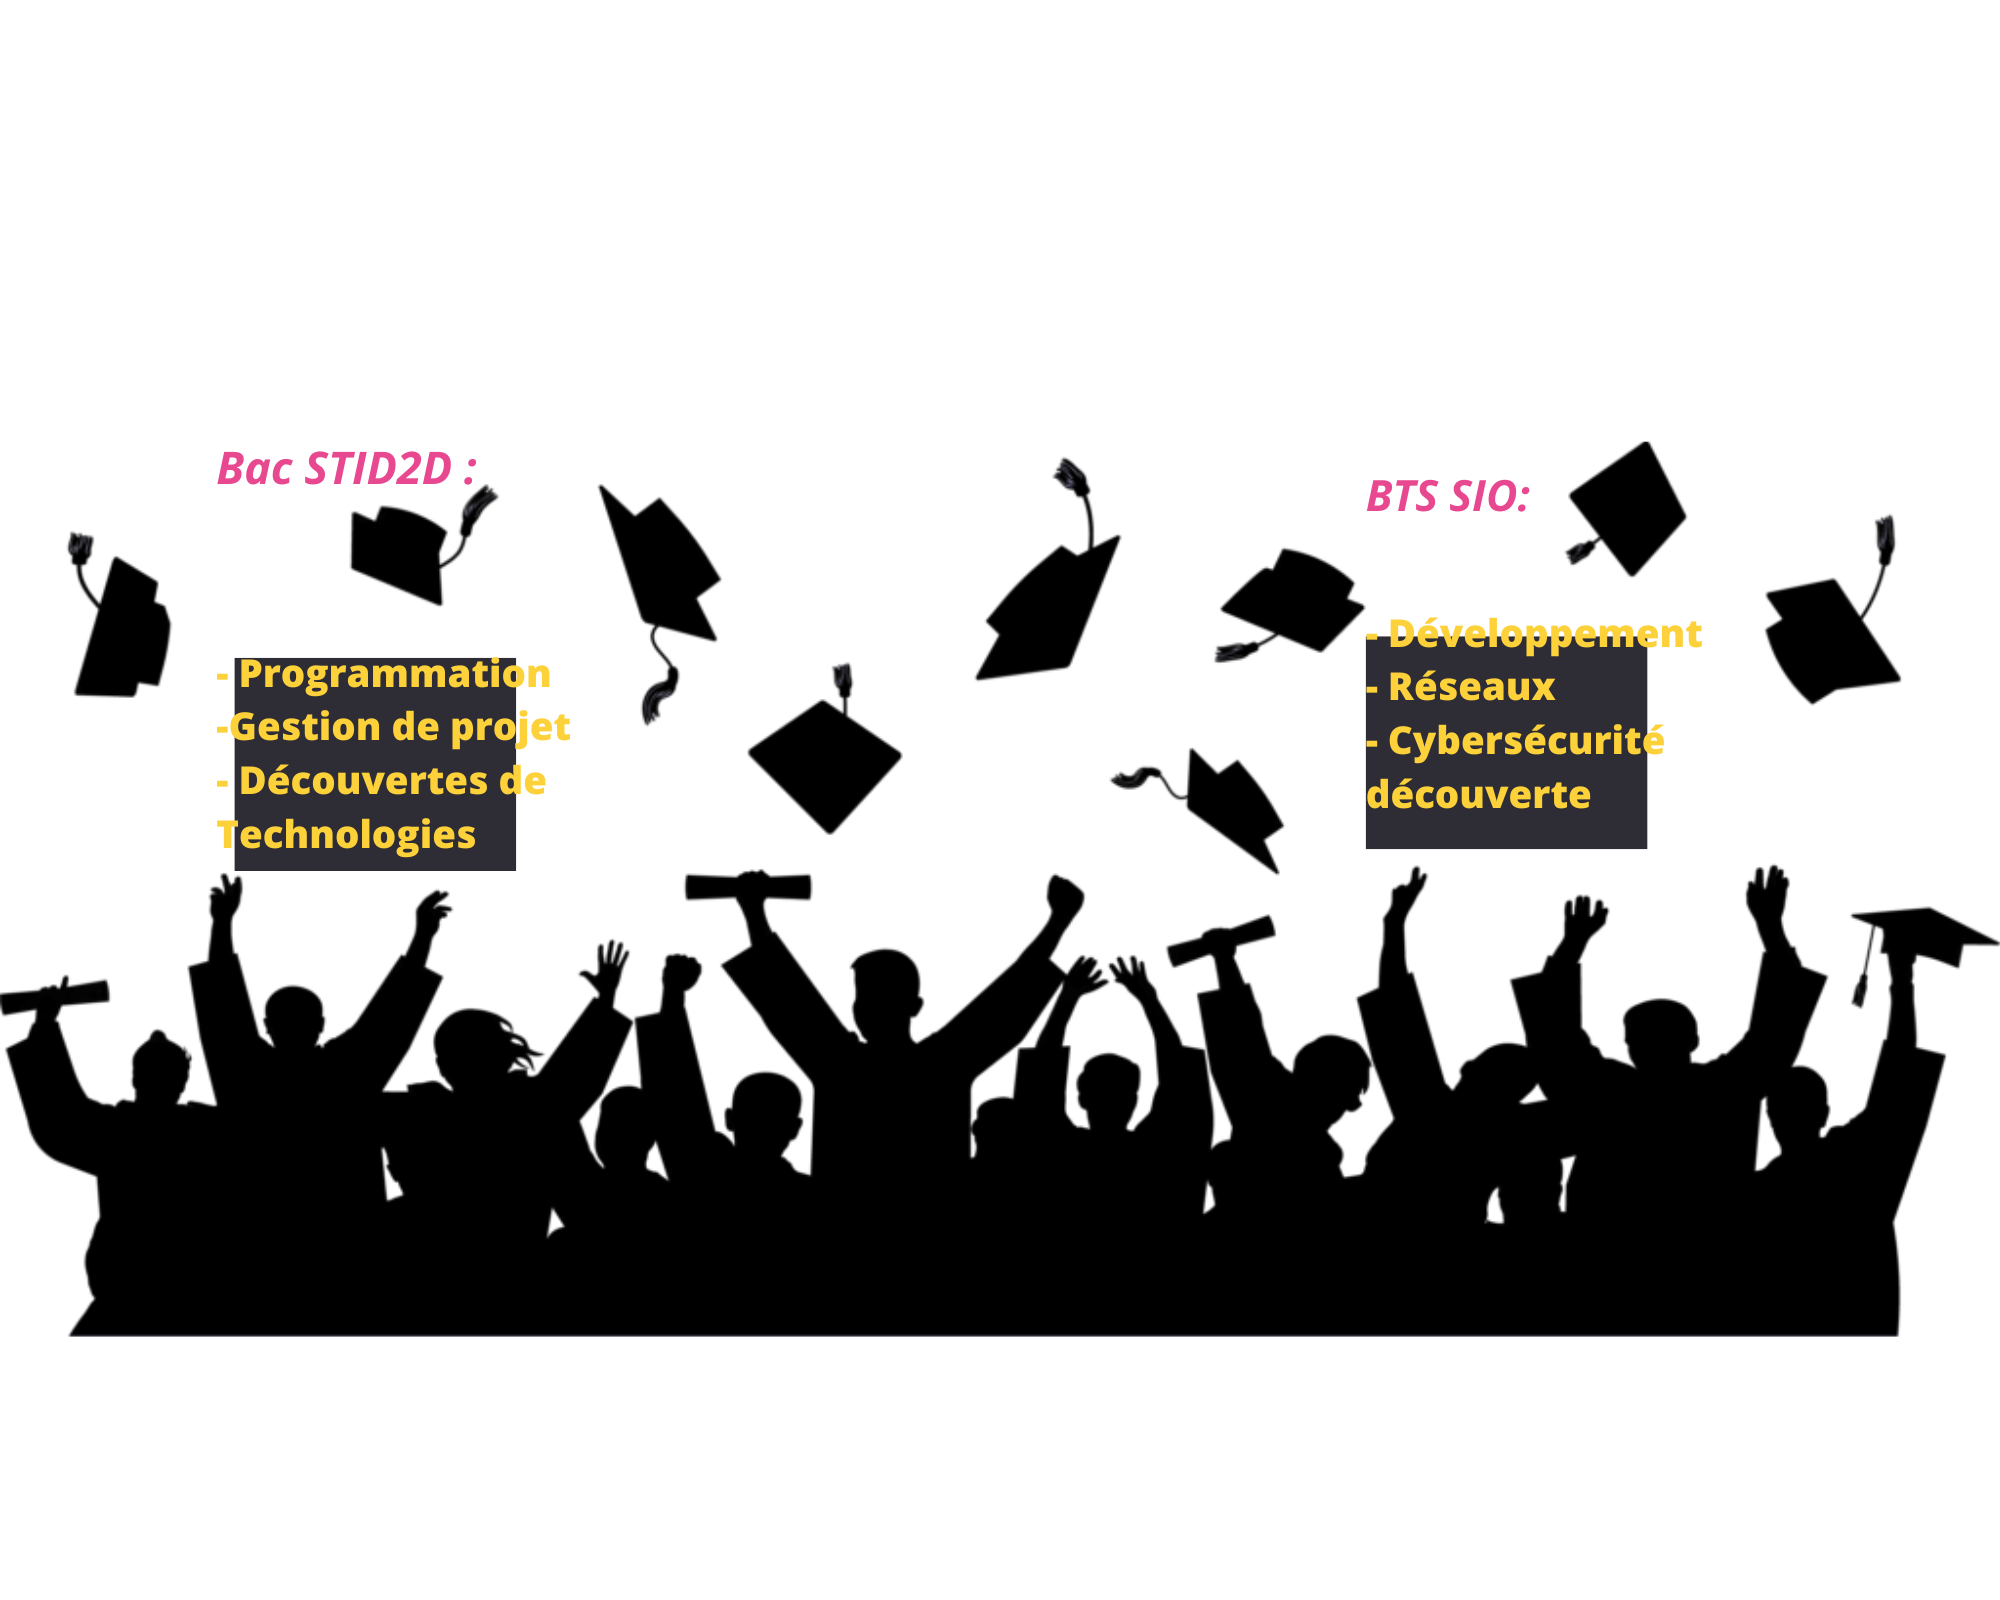 Bac STID2D :
- Programmation
-Gestion de projet
- Découvertes de
Technologies
BTS SIO:
- Développement
- Réseaux
- Cybersécurité
découverte